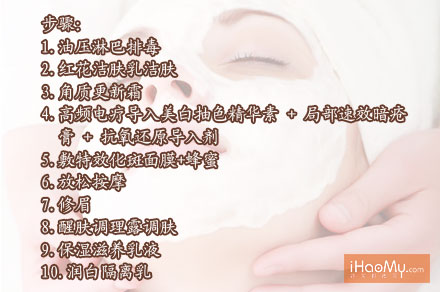 步骤:
1.油压淋巴排毒
2.红花洁肤乳洁肤
3.角质更新霜
4.高频电疗导入美白抽色精华素 + 局部速效暗疮
膏 + 抗氧还原导入剂
5.敷特效化斑面膜+蜂蜜
6.放松按摩
7.修眉
8.醒肤调理露调肤
9.保湿滋养乳液
10.润白隔离乳
iHaoMy.com